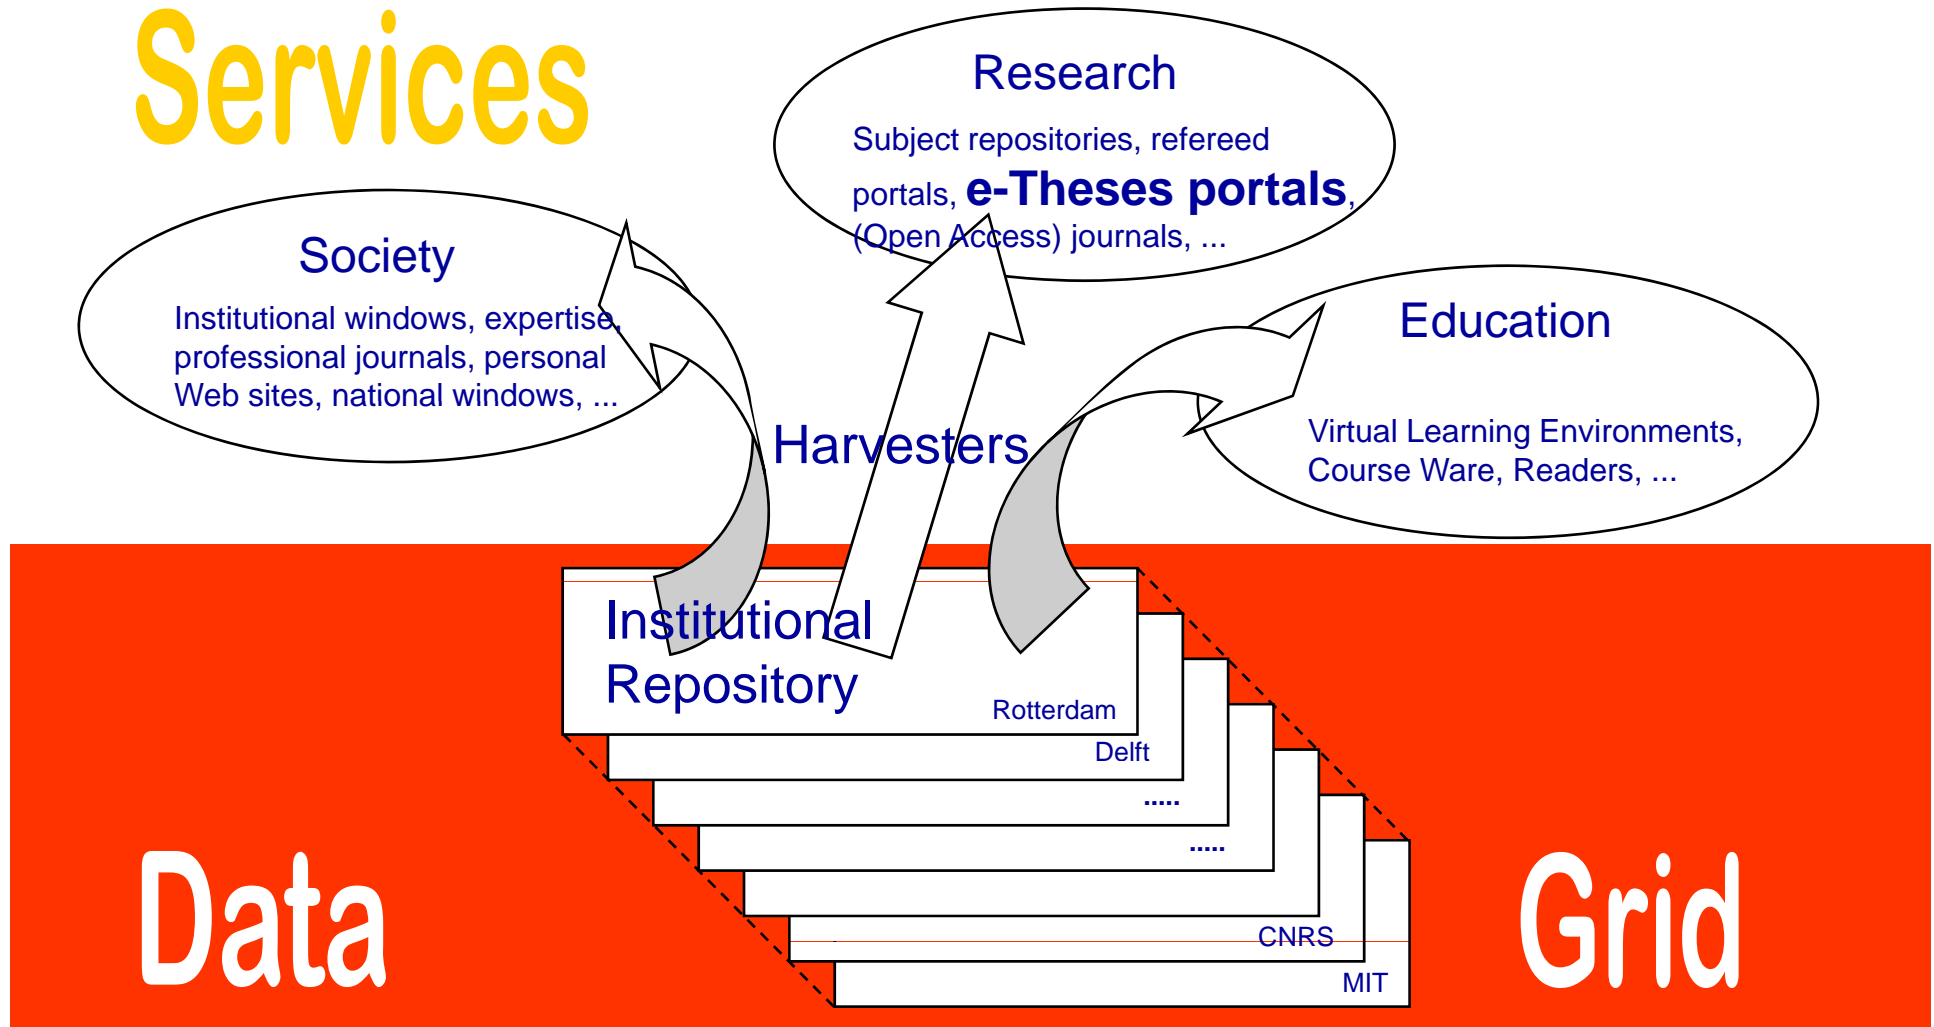 Services
Research
Subject repositories, refereed
portals, e-Theses portals,
(Open Access) journals, ...
Society
Institutional windows, expertise,
professional journals, personal
Web sites, national windows, ...
Education
Virtual Learning Environments,
Course Ware, Readers, ...
Harvesters
Institutional
Repository
Rotterdam
Delft
.....
.....
CNRS
MIT
Data
Grid